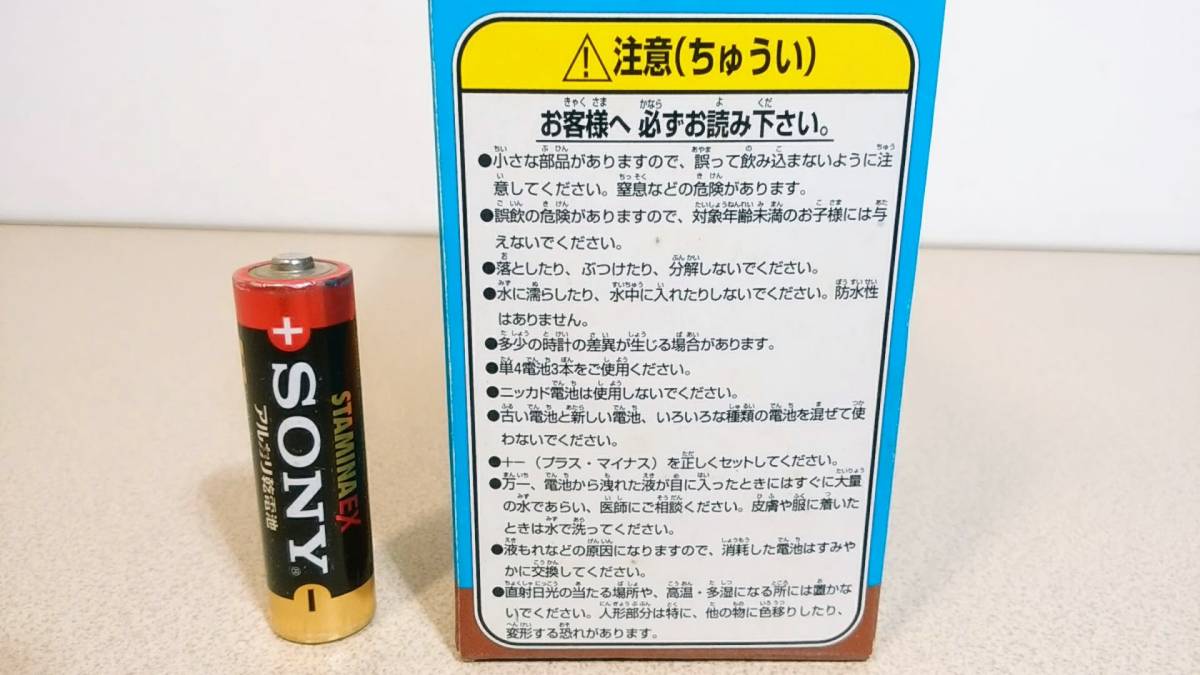 注意(ちゅうい)
お客様へ 必ずお読み下さい。
●小さな部品がありますので、誤って飲み込まないように注
意してください。窒息などの危険があります。
●誤飲の危険がありますので、対象年齢未満のお子様には与
えないでください。
●落としたり、ぶつけたり、分解しないでください。
●水に濡らしたり、水中に入れたりしないでください。防水性
はありません。
●多少の時計の差異が生じる場合があります。
●単4電池3本をご使用ください。
●ニッカド電池は使用しないでください。
●古い電池と新しい電池、いろいろな種類の電池を混ぜて使
わないでください。
●+−（プラス・マイナス）を正しくセットしてください。
●万一、電池から洩れた液が目に入ったときにはすぐに大量
の水であらい、医師にご相談ください。皮膚や服に着いた
ときは水で洗ってください。
●液もれなどの原因になりますので、消耗した電池はすみや
かに交換してください。
●直射日光の当たる場所や、高温・多湿になる所には置かな
いでください。人形部分は特に、他の物に色移りしたり、
変形する恐れがあります。
+
SONY®
STAMINA EX
アルカリ乾電池
−